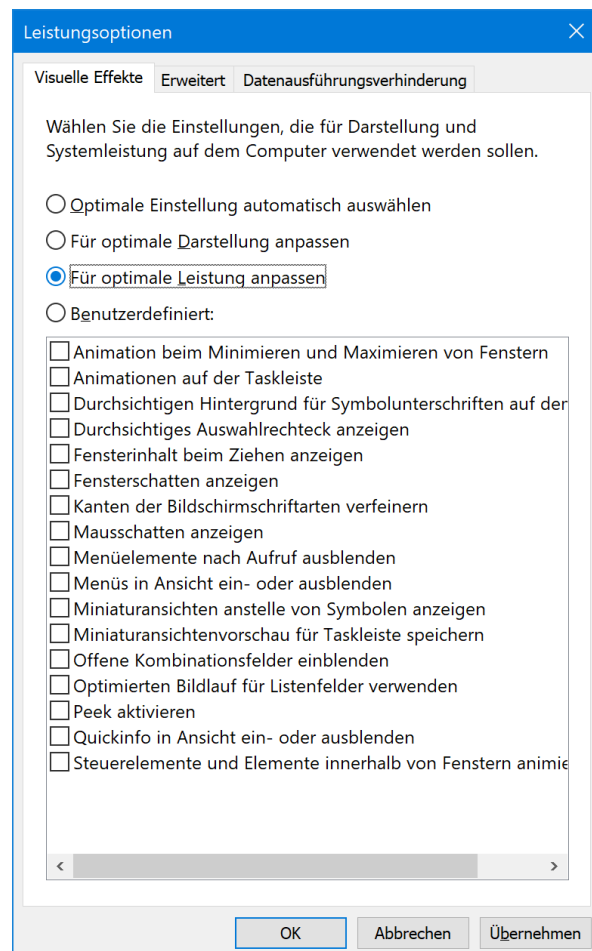 Leistungsoptionen
Visuelle Effekte Erweitert Datenausführungsverhinderung
Wählen Sie die Einstellungen, die für Darstellung und
Systemleistung auf dem Computer verwendet werden sollen.
Optimale Einstellung automatisch auswählen
Für optimale Darstellung anpassen
Für optimale Leistung anpassen
Benutzerdefiniert:
Animation beim Minimieren und Maximieren von Fenstern
Animationen auf der Taskleiste
Durchsichtigen Hintergrund für Symbolunterschriften auf der
Durchsichtiges Auswahlrechteck anzeigen
Fensterinhalt beim Ziehen anzeigen
Fensterschatten anzeigen
Kanten der Bildschirmschriftarten verfeinern
Mausschatten anzeigen
Menüelemente nach Aufruf ausblenden
Menüs in Ansicht ein- oder ausblenden
Miniaturansichten anstelle von Symbolen anzeigen
Miniaturansichtenvorschau für Taskleiste speichern
Offene Kombinationsfelder einblenden
Optimierten Bildlauf für Listenfelder verwenden
Peek aktivieren
Quickinfo in Ansicht ein- oder ausblenden
Steuerelemente und Elemente innerhalb von Fenstern animie
OK Abbrechen Übernehmen